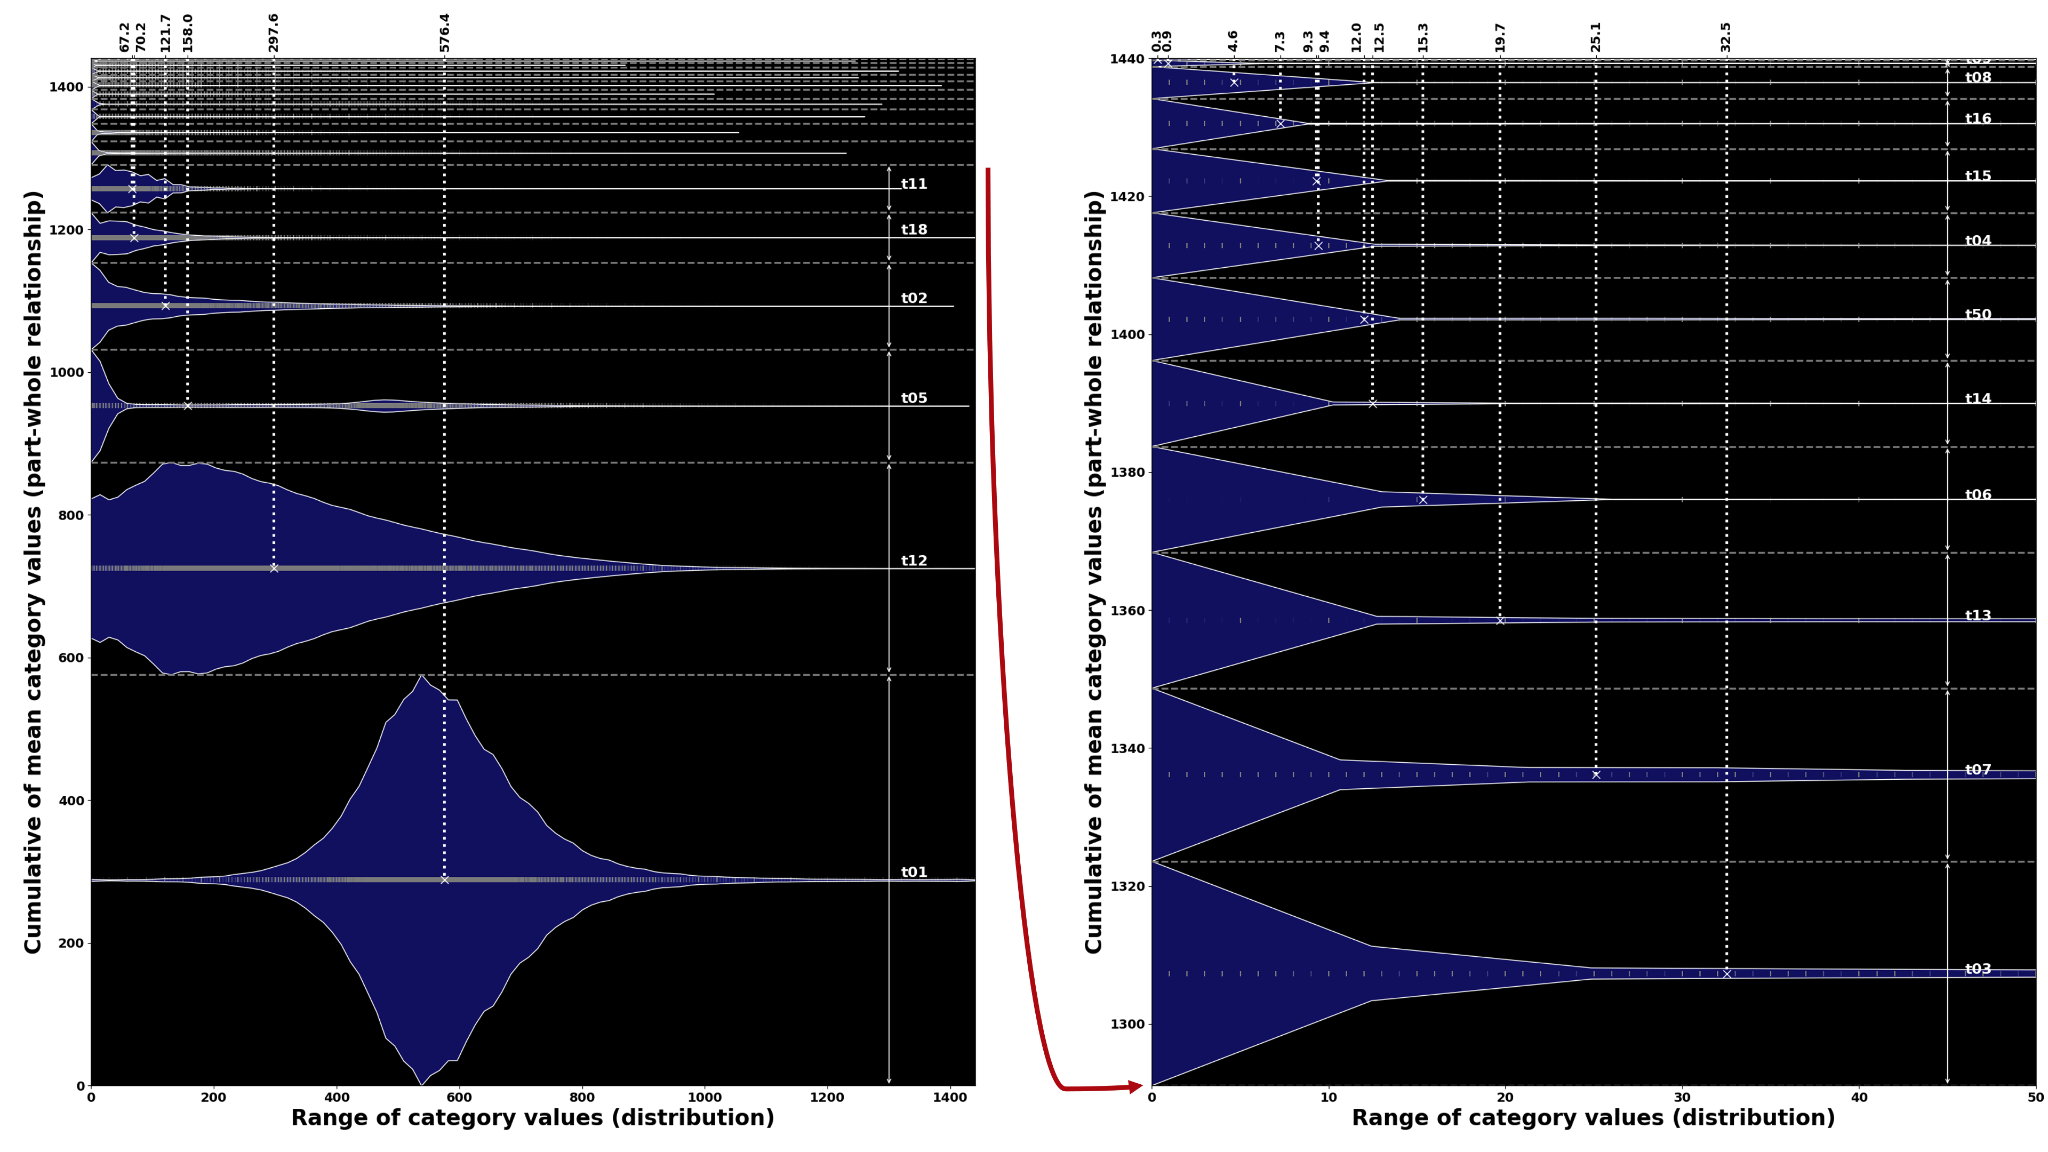 67.2
70.2
121.7
158.0
297.6
576.4
Cumulative of mean category values (part-whole relationship)
1400
1200
1000
800
600
400
200
0
t11
t18
t02
t05
t12
t01
0 200 400 600 800 1000 1200 1400
Range of category values (distribution)
0.3
0.9
4.6
7.3
9.3
9.4
12.0
12.5
15.3
19.7
25.1
32.5
Cumulative of mean category values (part-whole relationship)
1440
1420
1400
1380
1360
1340
1320
1300
t08
t16
t15
t04
t50
t14
t06
t13
t07
t03
0 10 20 30 40 50
Range of category values (distribution)